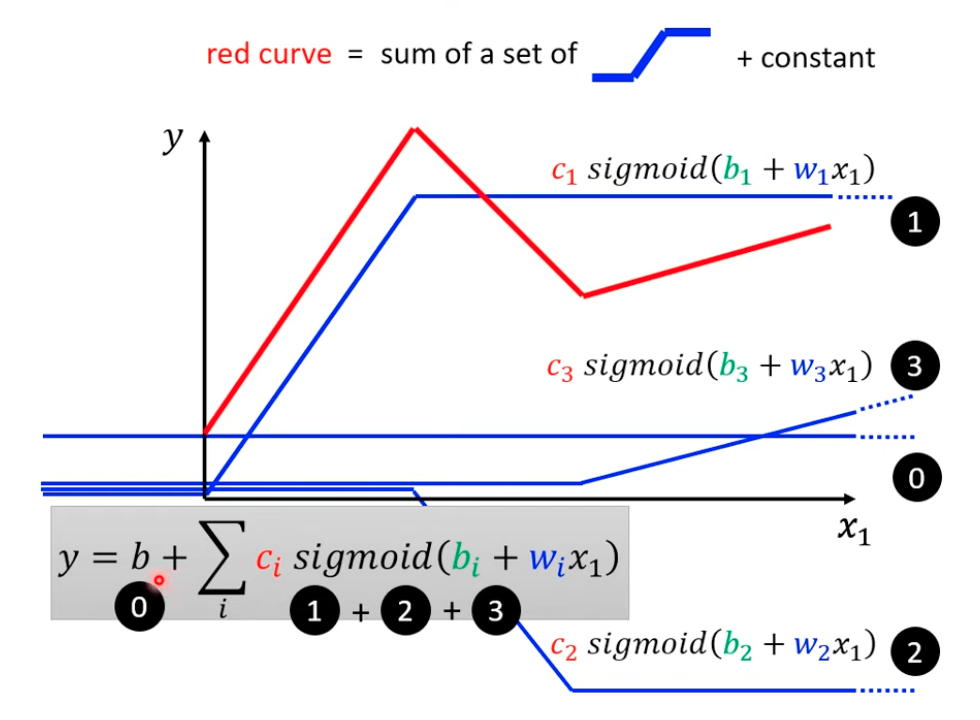 red curve = sum of a set of + constant
y
c₁ sigmoid(b₁ + w₁x₁)
1
c₃ sigmoid(b₃ + w₃x₁)
3
0
x₁
y = b + ∑ᵢ cᵢ sigmoid(bᵢ + wᵢx₁)
0 1 + 2 + 3
c₂ sigmoid(b₂ + w₂x₁)
2